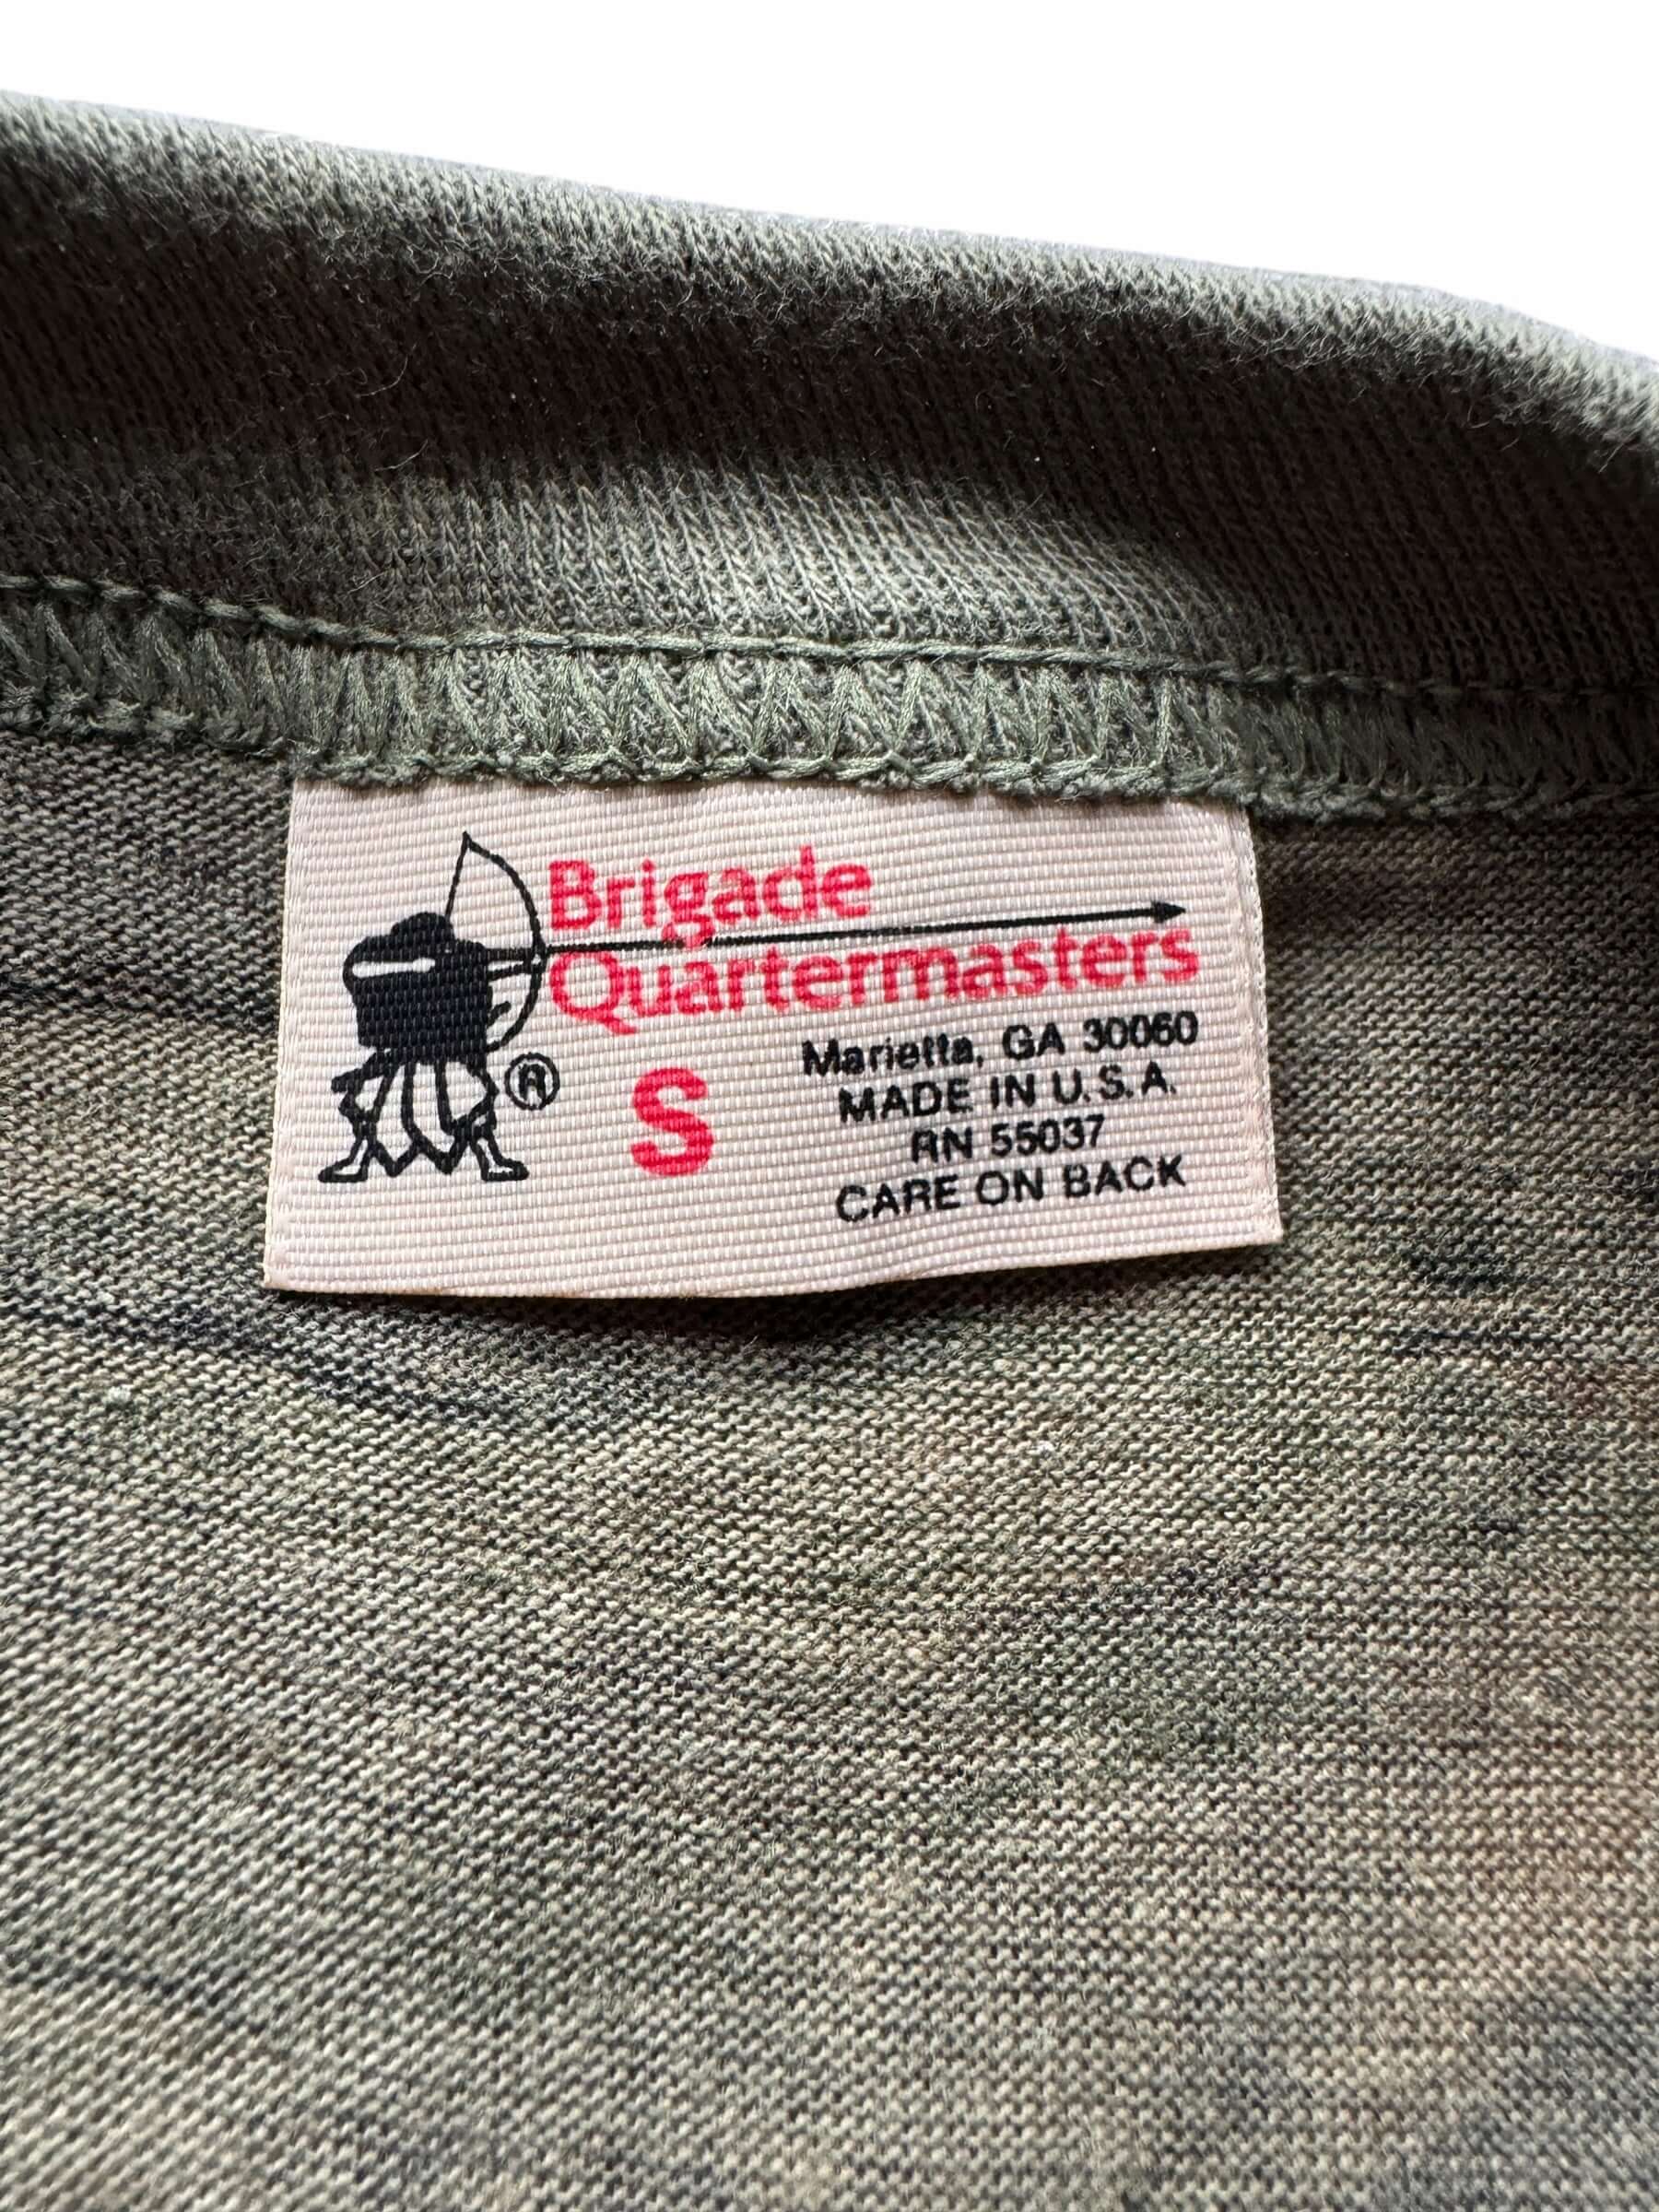 Brigade
Quartermasters
®
S
Marietta, GA 30060
MADE IN U.S.A.
RN 55037
CARE ON BACK